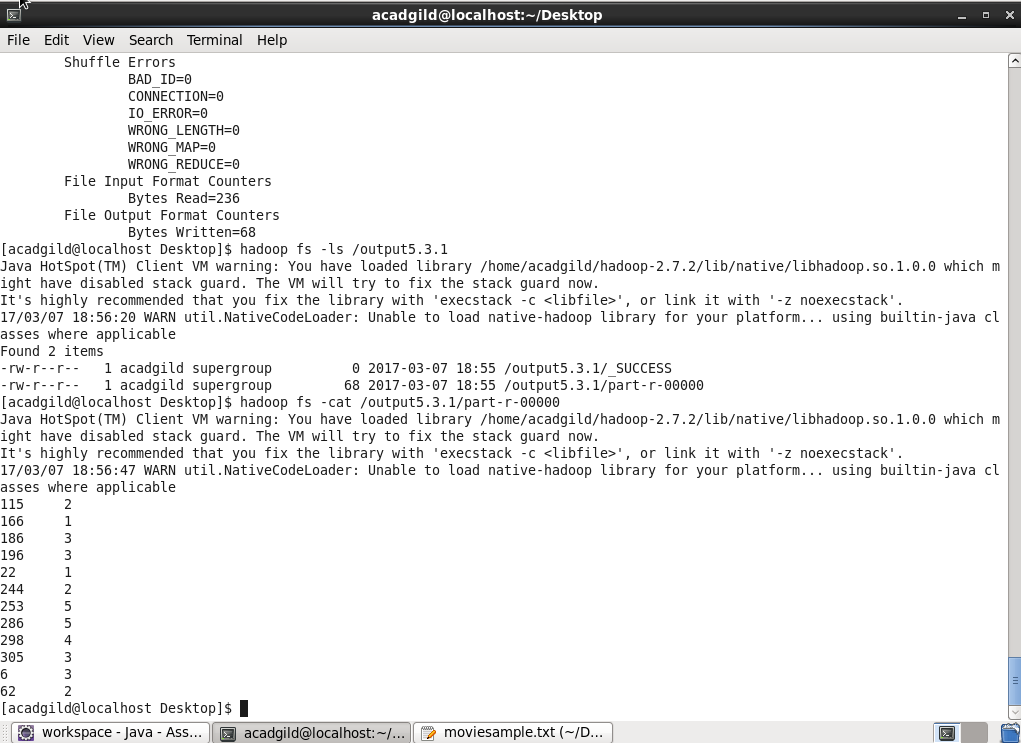 acadgild@localhost:~/Desktop
File Edit View Search Terminal Help
Shuffle Errors
BAD_ID=0
CONNECTION=0
IO_ERROR=0
WRONG_LENGTH=0
WRONG_MAP=0
WRONG_REDUCE=0
File Input Format Counters
Bytes Read=236
File Output Format Counters
Bytes Written=68
[acadgild@localhost Desktop]$ hadoop fs -ls /output5.3.1
Java HotSpot(TM) Client VM warning: You have loaded library /home/acadgild/hadoop-2.7.2/lib/native/libhadoop.so.1.0.0 which m
ight have disabled stack guard. The VM will try to fix the stack guard now.
It's highly recommended that you fix the library with 'execstack -c <libfile>', or link it with '-z noexecstack'.
17/03/07 18:56:20 WARN util.NativeCodeLoader: Unable to load native-hadoop library for your platform... using builtin-java cl
asses where applicable
Found 2 items
-rw-r--r--   1 acadgild supergroup          0 2017-03-07 18:55 /output5.3.1/_SUCCESS
-rw-r--r--   1 acadgild supergroup         68 2017-03-07 18:55 /output5.3.1/part-r-00000
[acadgild@localhost Desktop]$ hadoop fs -cat /output5.3.1/part-r-00000
Java HotSpot(TM) Client VM warning: You have loaded library /home/acadgild/hadoop-2.7.2/lib/native/libhadoop.so.1.0.0 which m
ight have disabled stack guard. The VM will try to fix the stack guard now.
It's highly recommended that you fix the library with 'execstack -c <libfile>', or link it with '-z noexecstack'.
17/03/07 18:56:47 WARN util.NativeCodeLoader: Unable to load native-hadoop library for your platform... using builtin-java cl
asses where applicable
115     2
166     1
186     3
196     3
22      1
244     2
253     5
286     5
298     4
305     3
6       3
62      2
[acadgild@localhost Desktop]$
workspace - Java - Ass... acadgild@localhost:~/... moviesample.txt (~/D...